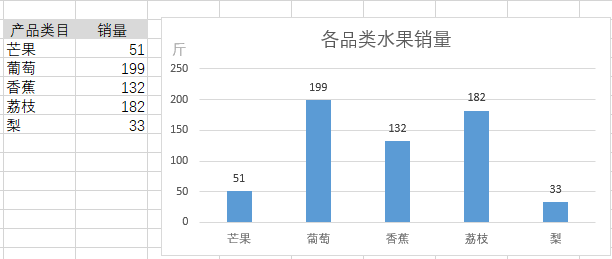 产品类目 销量
芒果 51
葡萄 199
香蕉 132
荔枝 182
梨 33
各品类水果销量
斤
250
200
150
100
50
0
51
199
132
182
33
芒果 葡萄 香蕉 荔枝 梨